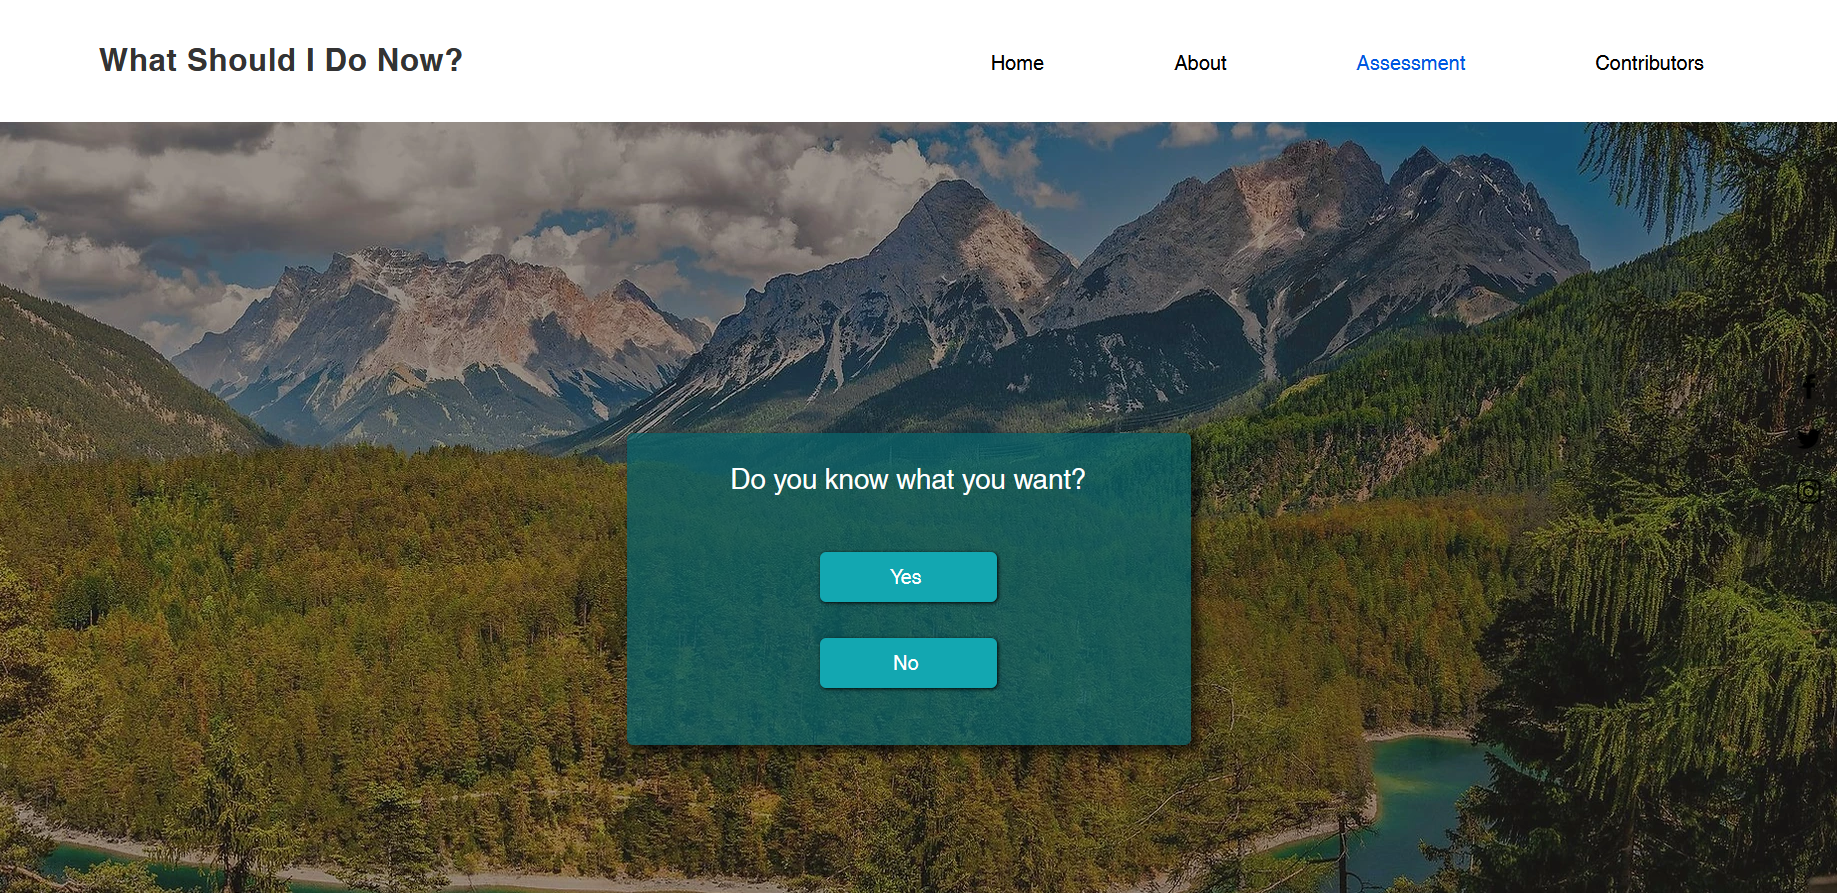 What Should I Do Now?
Home
About
Assessment
Contributors
Do you know what you want?
Yes
No